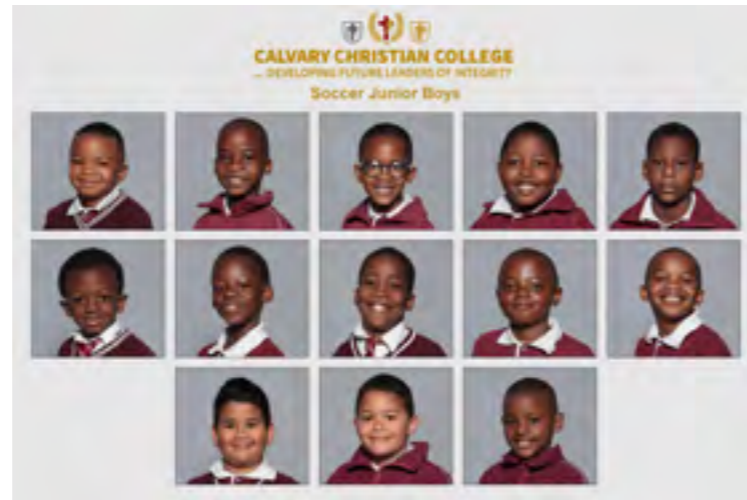 CALVARY CHRISTIAN COLLEGE
... DEVELOPING FUTURE LEADERS OF INTEGRITY
Soccer Junior Boys